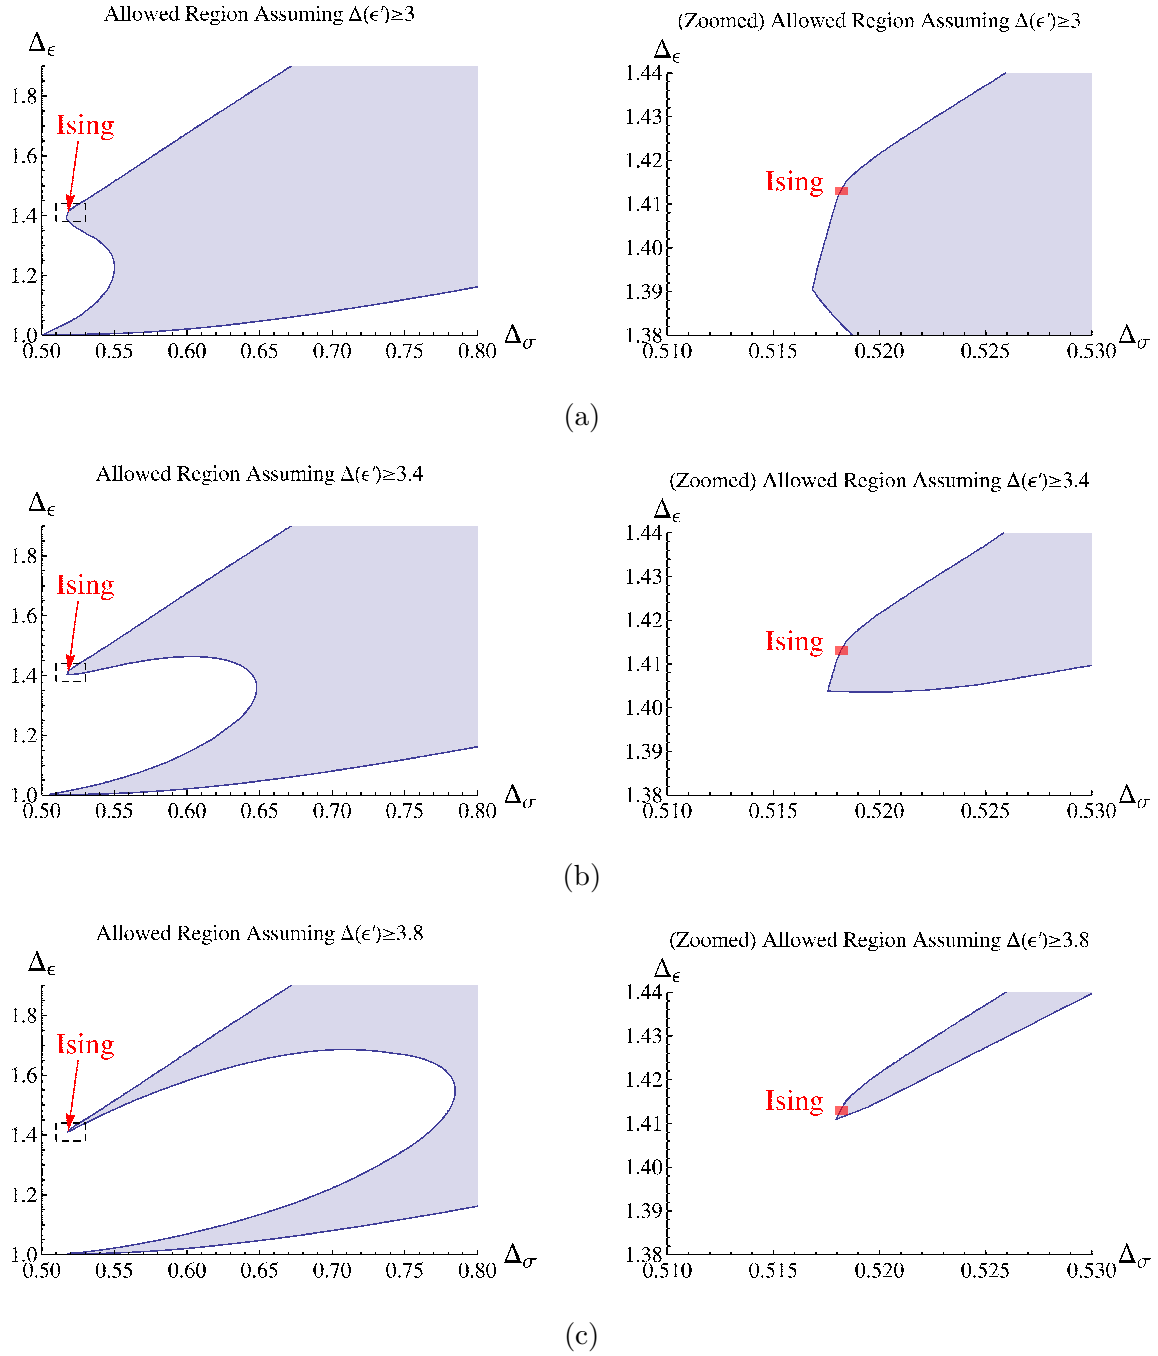 Allowed Region Assuming Δ(ϵ′)≥3
Δϵ
1.8
1.6
1.4
1.2
1.0
Ising
0.50 0.55 0.60 0.65 0.70 0.75 0.80 Δσ
(Zoomed) Allowed Region Assuming Δ(ϵ′)≥3
Δϵ
1.44
1.43
1.42
1.41
1.40
1.39
1.38
Ising
0.510 0.515 0.520 0.525 0.530 Δσ
(a)
Allowed Region Assuming Δ(ϵ′)≥3.4
Δϵ
1.8
1.6
1.4
1.2
1.0
Ising
0.50 0.55 0.60 0.65 0.70 0.75 0.80 Δσ
(Zoomed) Allowed Region Assuming Δ(ϵ′)≥3.4
Δϵ
1.44
1.43
1.42
1.41
1.40
1.39
1.38
Ising
0.510 0.515 0.520 0.525 0.530 Δσ
(b)
Allowed Region Assuming Δ(ϵ′)≥3.8
Δϵ
1.8
1.6
1.4
1.2
1.0
Ising
0.50 0.55 0.60 0.65 0.70 0.75 0.80 Δσ
(Zoomed) Allowed Region Assuming Δ(ϵ′)≥3.8
Δϵ
1.44
1.43
1.42
1.41
1.40
1.39
1.38
Ising
0.510 0.515 0.520 0.525 0.530 Δσ
(c)